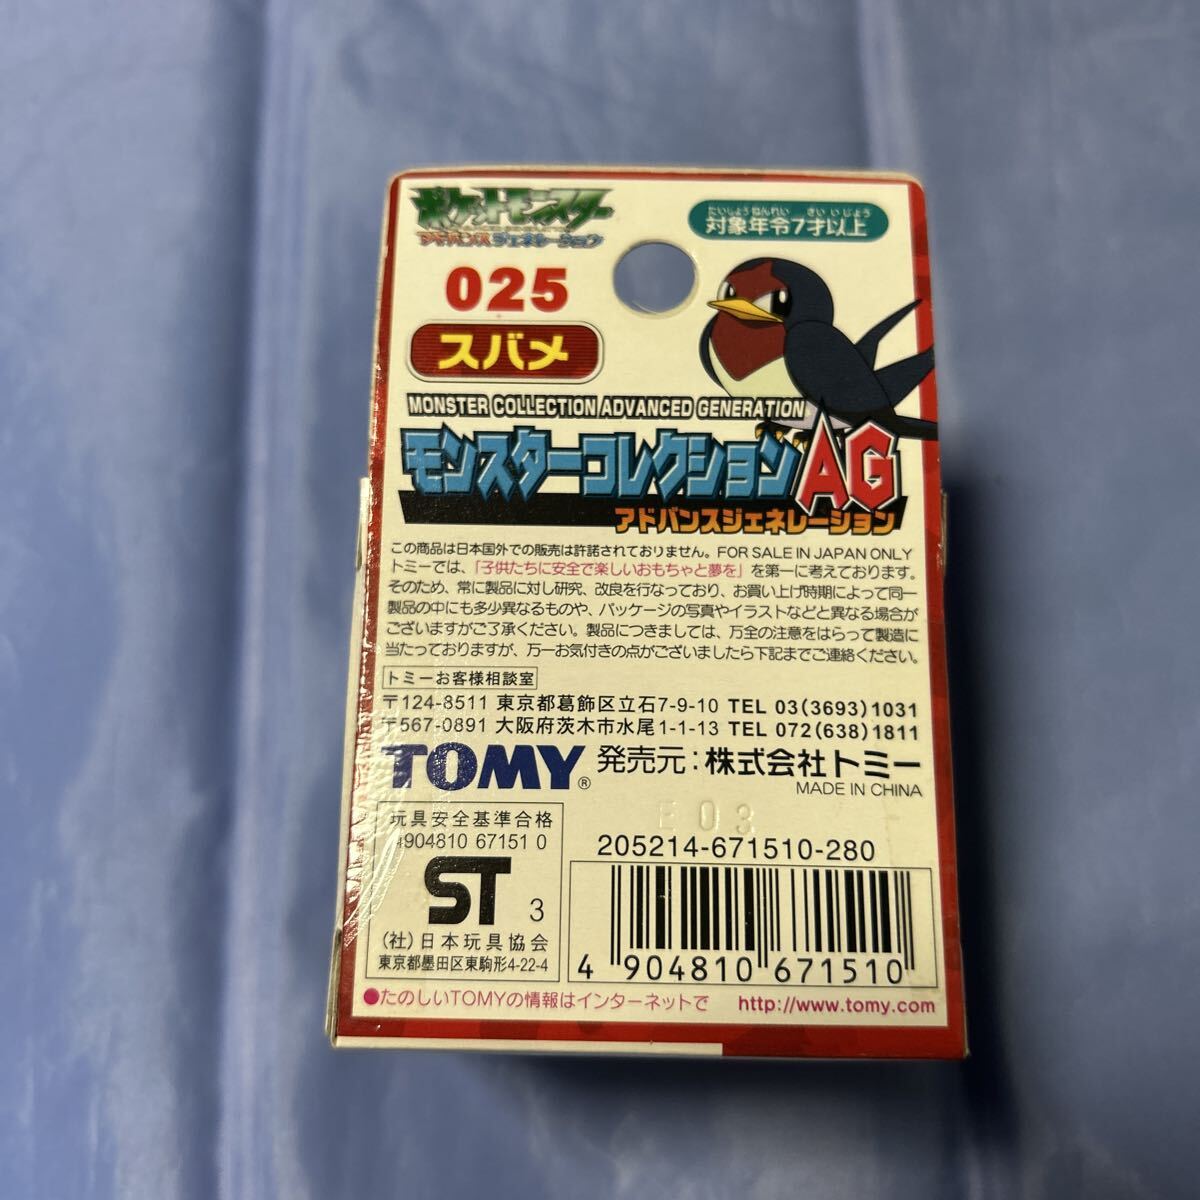 ポケットモンスター
アドバンスジェネレーション
たいしょうねんれい さい いじょう
対象年令7才以上
025
スバメ
MONSTER COLLECTION ADVANCED GENERATION
モンスターコレクションAG
アドバンスジェネレーション
この商品は日本国外での販売は許諾されておりません。FOR SALE IN JAPAN ONLY
トミーでは、「子供たちに安全で楽しいおもちゃと夢を」を第一に考えております。
そのため、常に製品に対し研究、改良を行なっており、お買い上げ時期によって同一
製品の中にも多少異なるものや、パッケージの写真やイラストなどと異なる場合が
ございますがご了承ください。製品につきましては、万全の注意をはらって製造に
当たっておりますが、万一お気付きの点がございましたら下記までご連絡ください。
トミーお客様相談室
〒124-8511 東京都葛飾区立石7-9-10 TEL 03(3693)1031
〒567-0891 大阪府茨木市水尾1-1-13 TEL 072(638)1811
TOMY® 発売元：株式会社トミー
MADE IN CHINA
E03
玩具安全基準合格
4904810 67151 0
ST 3
(社)日本玩具協会
東京都墨田区東駒形4-22-4
205214-671510-280
4 904810 671510
●たのしいTOMYの情報はインターネットで http://www.tomy.com